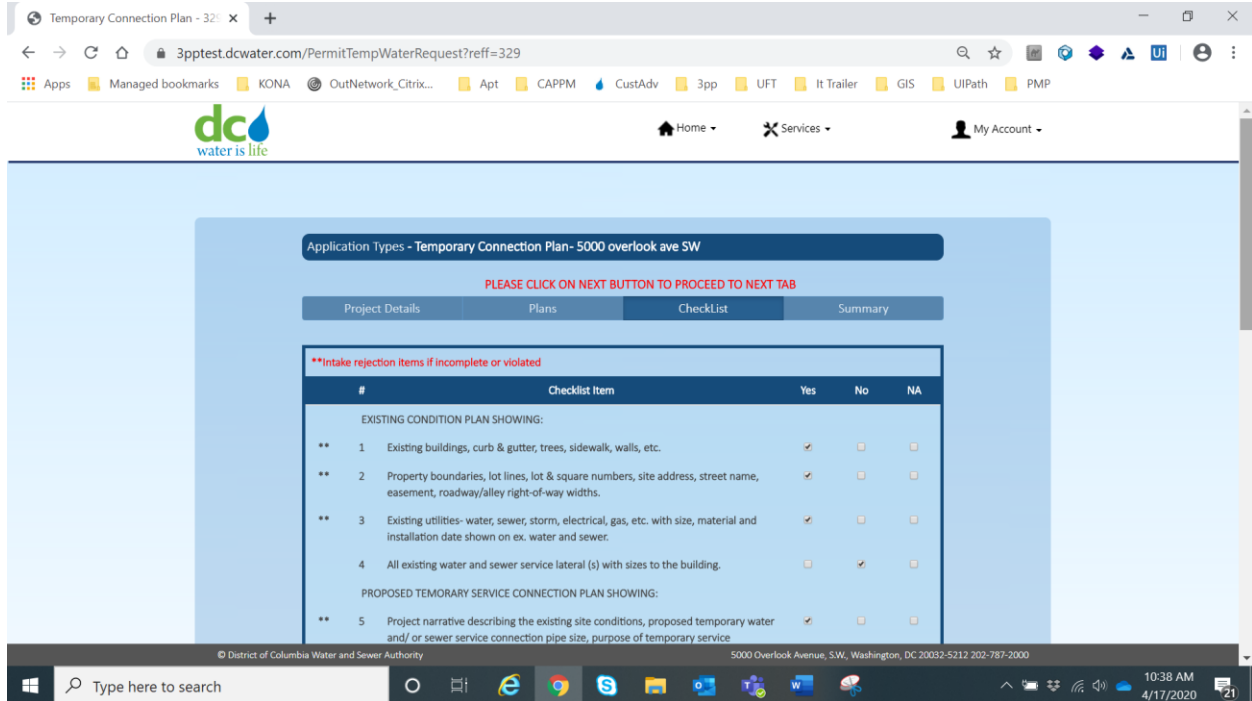 Temporary Connection Plan - 329
3pptest.dcwater.com/PermitTempWaterRequest?reff=329
Apps Managed bookmarks KONA OutNetwork_Citrix... Apt CAPPM CustAdv 3pp UFT It Trailer GIS UIPath PMP
Ui
dc
water is life
Home Services My Account
Application Types - Temporary Connection Plan- 5000 overlook ave SW
PLEASE CLICK ON NEXT BUTTON TO PROCEED TO NEXT TAB
Project Details Plans CheckList Summary
**Intake rejection items if incomplete or violated
# Checklist Item Yes No NA
EXISTING CONDITION PLAN SHOWING:
** 1 Existing buildings, curb & gutter, trees, sidewalk, walls, etc.
** 2 Property boundaries, lot lines, lot & square numbers, site address, street name,
easement, roadway/alley right-of-way widths.
** 3 Existing utilities- water, sewer, storm, electrical, gas, etc. with size, material and
installation date shown on ex. water and sewer.
4 All existing water and sewer service lateral (s) with sizes to the building.
PROPOSED TEMORARY SERVICE CONNECTION PLAN SHOWING:
** 5 Project narrative describing the existing site conditions, proposed temporary water
and/ or sewer service connection pipe size, purpose of temporary service
© District of Columbia Water and Sewer Authority 5000 Overlook Avenue, S.W., Washington, DC 20032-5212 202-787-2000
Type here to search
10:38 AM
4/17/2020
21